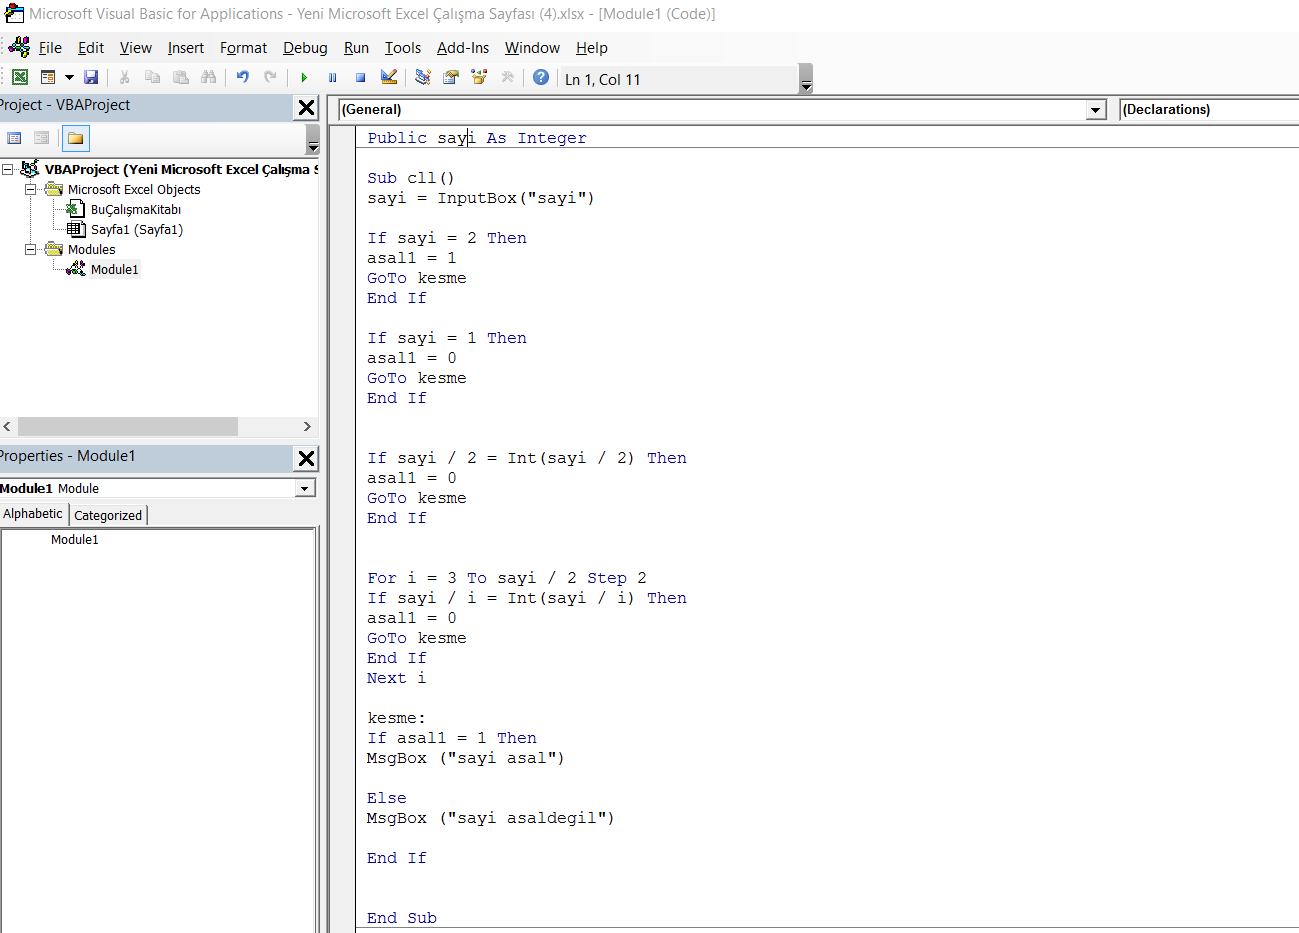 Microsoft Visual Basic for Applications - Yeni Microsoft Excel Çalışma Sayfası (4).xlsx - [Module1 (Code)]
File Edit View Insert Format Debug Run Tools Add-Ins Window Help
Ln 1, Col 11
Project - VBAProject
VBAProject (Yeni Microsoft Excel Çalışma S
Microsoft Excel Objects
BuÇalışmaKitabı
Sayfa1 (Sayfa1)
Modules
Module1
Properties - Module1
Module1 Module
Alphabetic Categorized
Module1
(General) (Declarations)
Public sayi As Integer
Sub cll()
sayi = InputBox("sayi")
If sayi = 2 Then
asal1 = 1
GoTo kesme
End If
If sayi = 1 Then
asal1 = 0
GoTo kesme
End If
If sayi / 2 = Int(sayi / 2) Then
asal1 = 0
GoTo kesme
End If
For i = 3 To sayi / 2 Step 2
If sayi / i = Int(sayi / i) Then
asal1 = 0
GoTo kesme
End If
Next i
kesme:
If asal1 = 1 Then
MsgBox ("sayi asal")
Else
MsgBox ("sayi asaldegil")
End If
End Sub